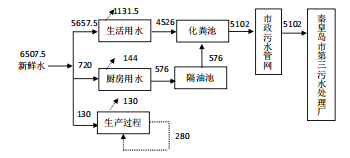 1131.5
5657.5
生活用水
4526
化粪池
5102
市政污水管网
5102
秦皇岛市第三污水处理厂
6507.5
新鲜水
144
576
720
厨房用水
576
隔油池
130
130
生产过程
280